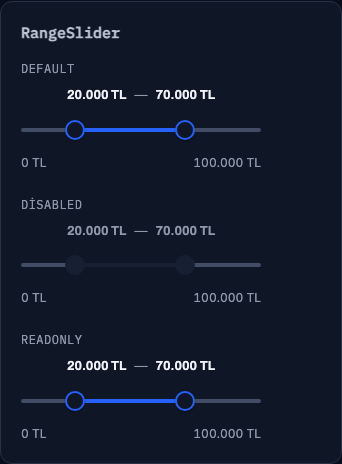 RangeSlider
DEFAULT
20.000 TL — 70.000 TL
0 TL 100.000 TL
DİSABLED
20.000 TL — 70.000 TL
0 TL 100.000 TL
READONLY
20.000 TL — 70.000 TL
0 TL 100.000 TL